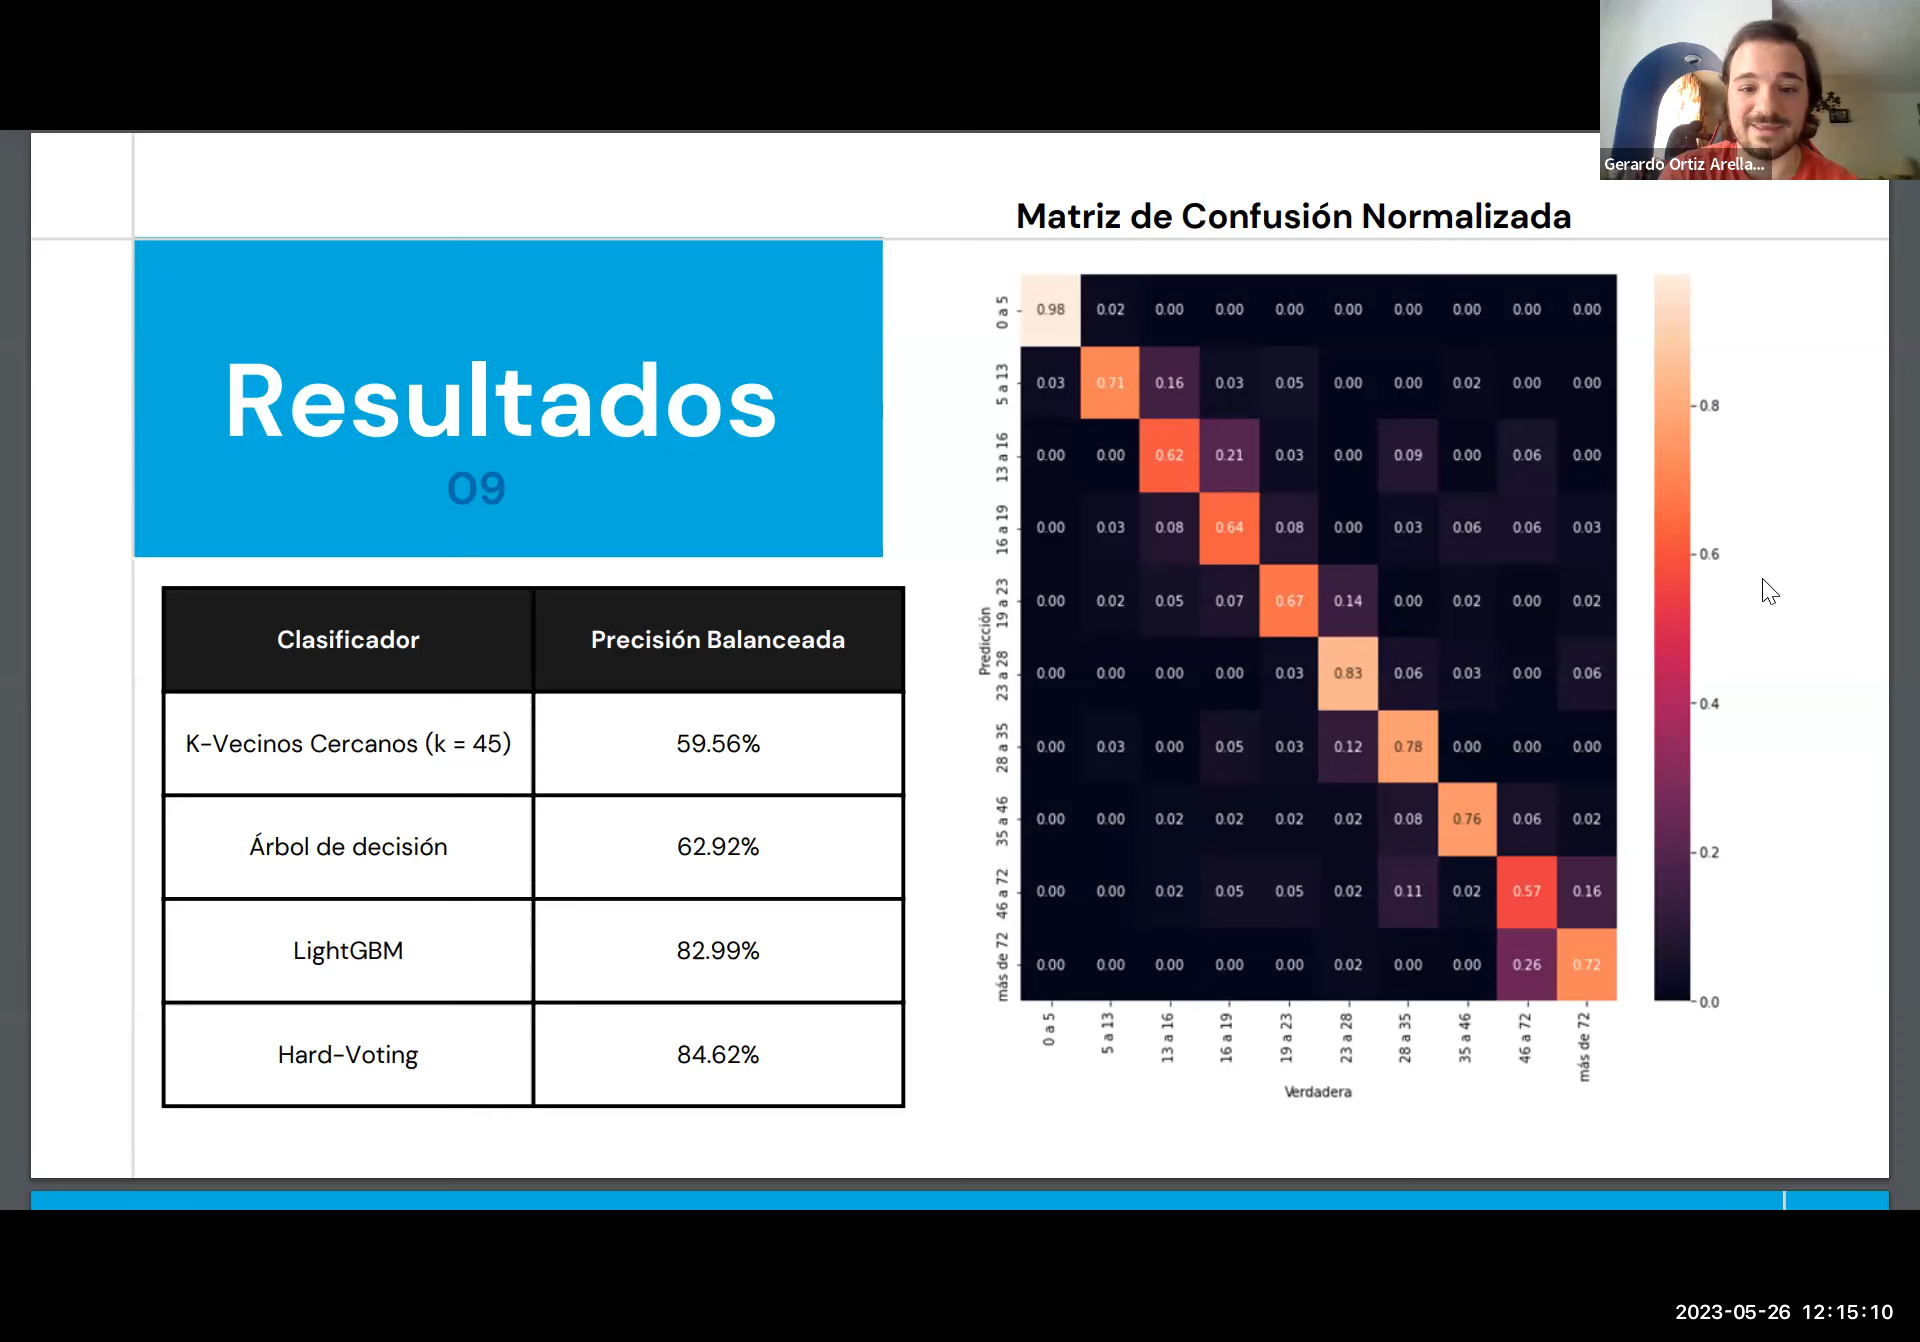 Gerardo Ortiz Arella...
Matriz de Confusión Normalizada
Resultados
09
Clasificador Precisión Balanceada
K-Vecinos Cercanos (k = 45) 59.56%
Árbol de decisión 62.92%
LightGBM 82.99%
Hard-Voting 84.62%
Predicción
0 a 5 0.98 0.02 0.00 0.00 0.00 0.00 0.00 0.00 0.00 0.00
5 a 13 0.03 0.71 0.16 0.03 0.05 0.00 0.00 0.02 0.00 0.00
13 a 16 0.00 0.00 0.62 0.21 0.03 0.00 0.09 0.00 0.06 0.00
16 a 19 0.00 0.03 0.08 0.64 0.08 0.00 0.03 0.06 0.06 0.03
19 a 23 0.00 0.02 0.05 0.07 0.67 0.14 0.00 0.02 0.00 0.02
23 a 28 0.00 0.00 0.00 0.00 0.03 0.83 0.06 0.03 0.00 0.06
28 a 35 0.00 0.03 0.00 0.05 0.03 0.12 0.78 0.00 0.00 0.00
35 a 46 0.00 0.00 0.02 0.02 0.02 0.02 0.08 0.76 0.06 0.02
46 a 72 0.00 0.00 0.02 0.05 0.05 0.02 0.11 0.02 0.57 0.16
más de 72 0.00 0.00 0.00 0.00 0.00 0.02 0.00 0.00 0.26 0.72
0 a 5 5 a 13 13 a 16 16 a 19 19 a 23 23 a 28 28 a 35 35 a 46 46 a 72 más de 72
Verdadera
0.8
0.6
0.4
0.2
0.0
2023-05-26 12:15:10